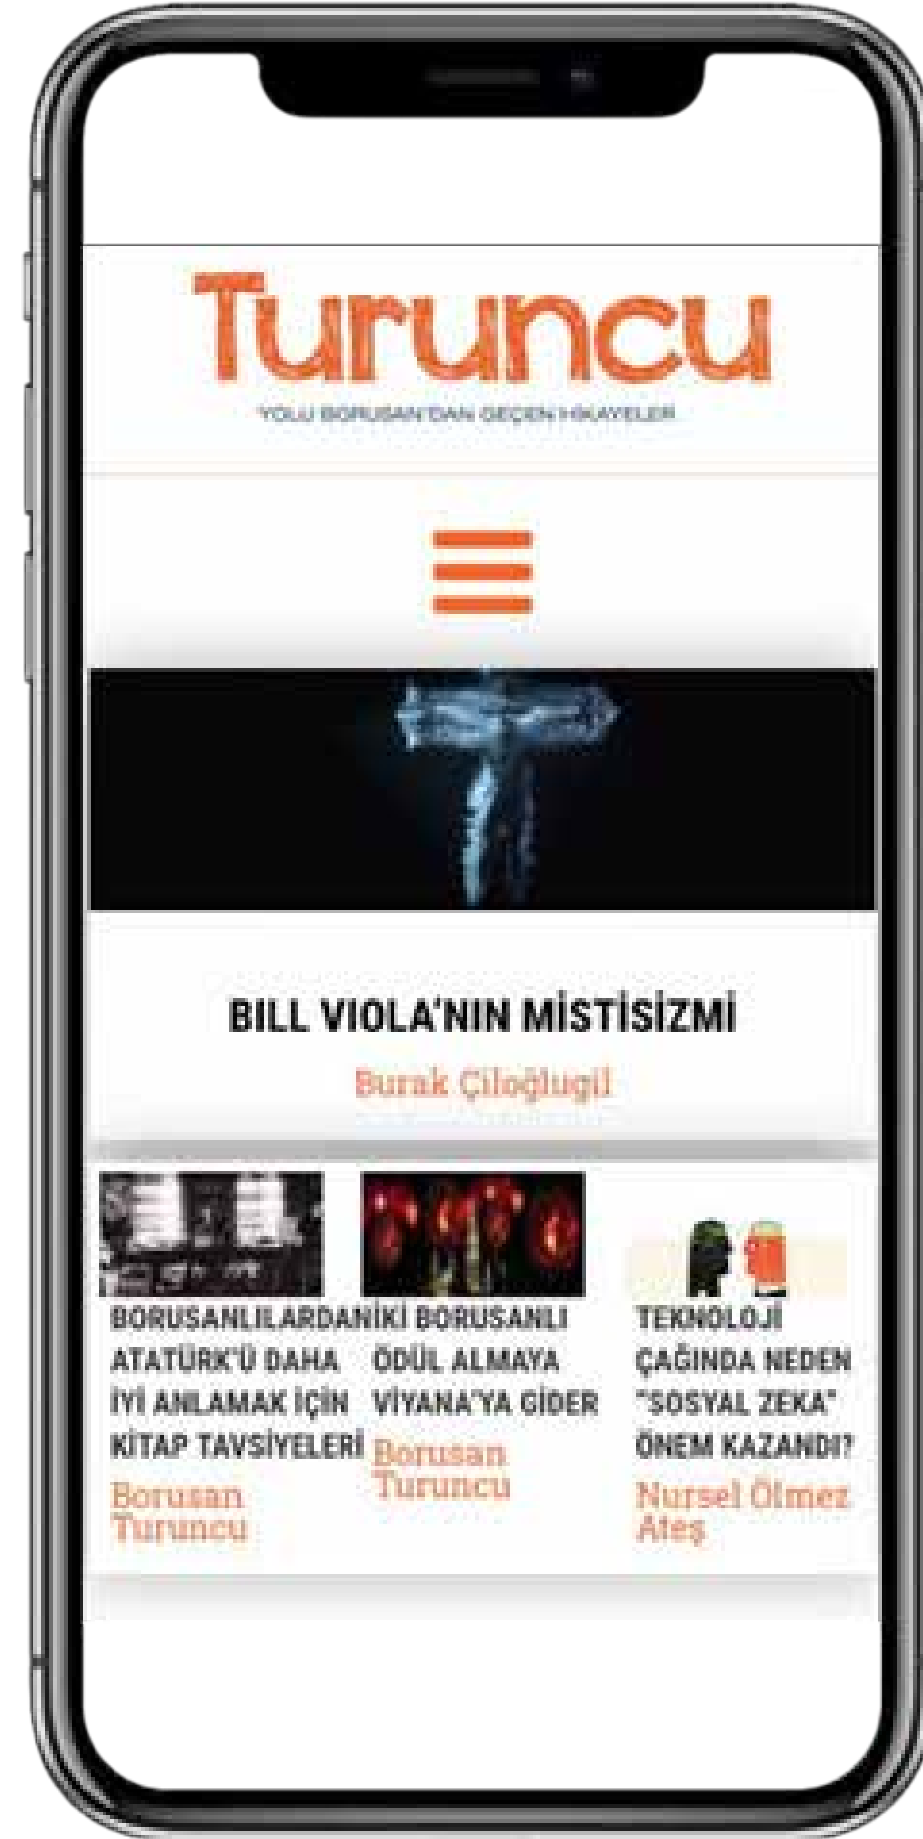 Turuncu
YOLU BORUSAN'DAN GEÇEN HİKAYELER
BILL VIOLA'NIN MİSTİSİZMİ
Burak Çiloğlugil
BORUSANLILARDAN
ATATÜRK'Ü DAHA
İYİ ANLAMAK İÇİN
KİTAP TAVSİYELERİ
Borusan
Turuncu
İKİ BORUSANLI
ÖDÜL ALMAYA
VİYANA'YA GİDER
Borusan
Turuncu
TEKNOLOJİ
ÇAĞINDA NEDEN
"SOSYAL ZEKA"
ÖNEM KAZANDI?
Nursel Ölmez
Ateş